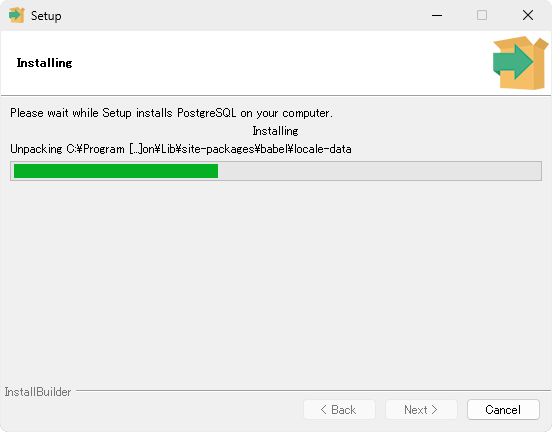 Setup
Installing
Please wait while Setup installs PostgreSQL on your computer.
Installing
Unpacking C:¥Program [...]on¥Lib¥site-packages¥babel¥locale-data
InstallBuilder
< Back
Next >
Cancel